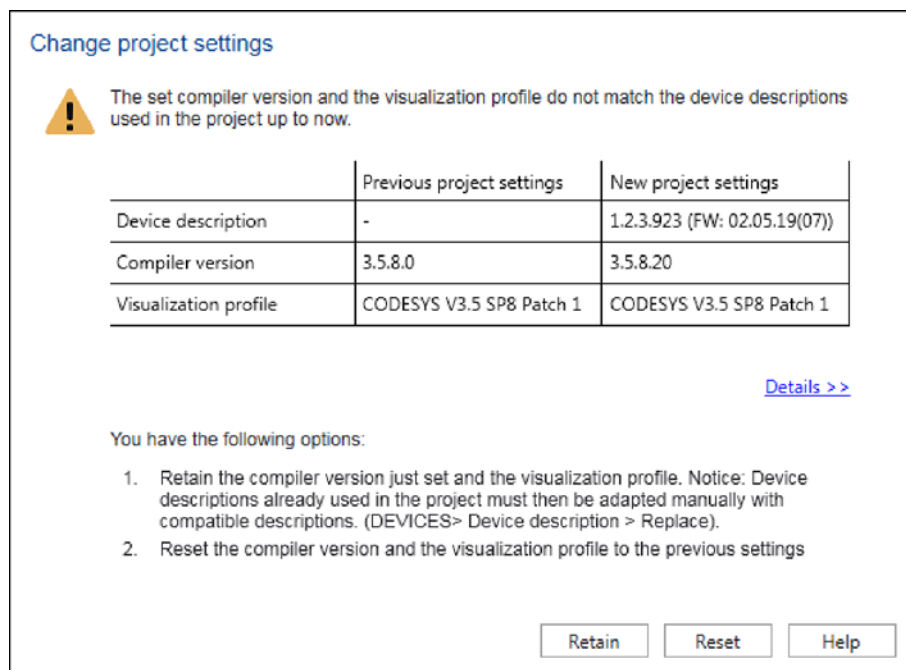 Change project settings
The set compiler version and the visualization profile do not match the device descriptions
used in the project up to now.
Previous project settings New project settings
Device description - 1.2.3.923 (FW: 02.05.19(07))
Compiler version 3.5.8.0 3.5.8.20
Visualization profile CODESYS V3.5 SP8 Patch 1 CODESYS V3.5 SP8 Patch 1
Details >>
You have the following options:
1. Retain the compiler version just set and the visualization profile. Notice: Device
descriptions already used in the project must then be adapted manually with
compatible descriptions. (DEVICES> Device description > Replace).
2. Reset the compiler version and the visualization profile to the previous settings
Retain Reset Help